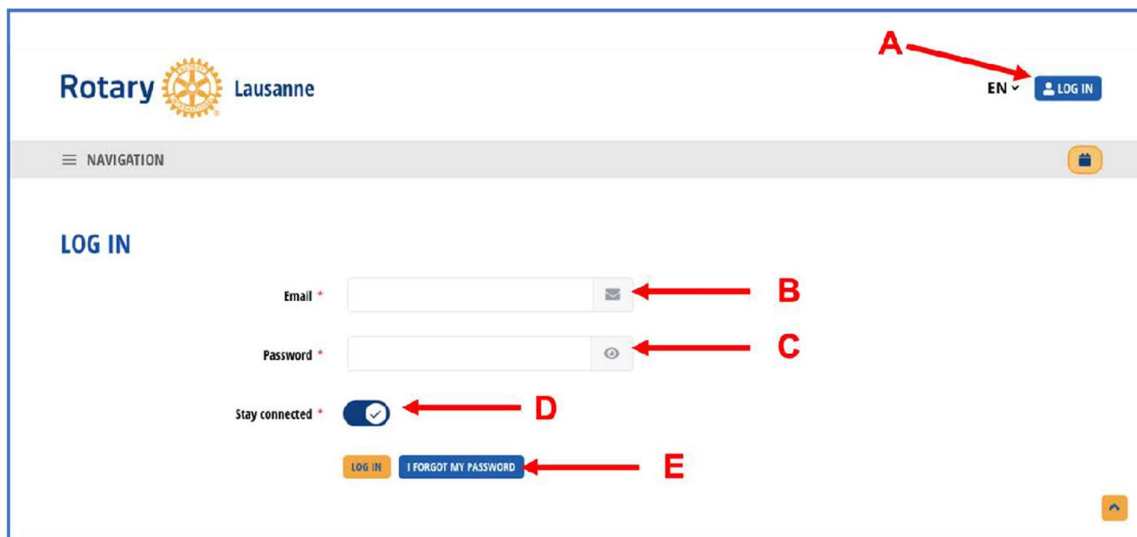 A
Rotary Lausanne
EN LOG IN
NAVIGATION
LOG IN
Email * B
Password * C
Stay connected * D
LOG IN I FORGOT MY PASSWORD E